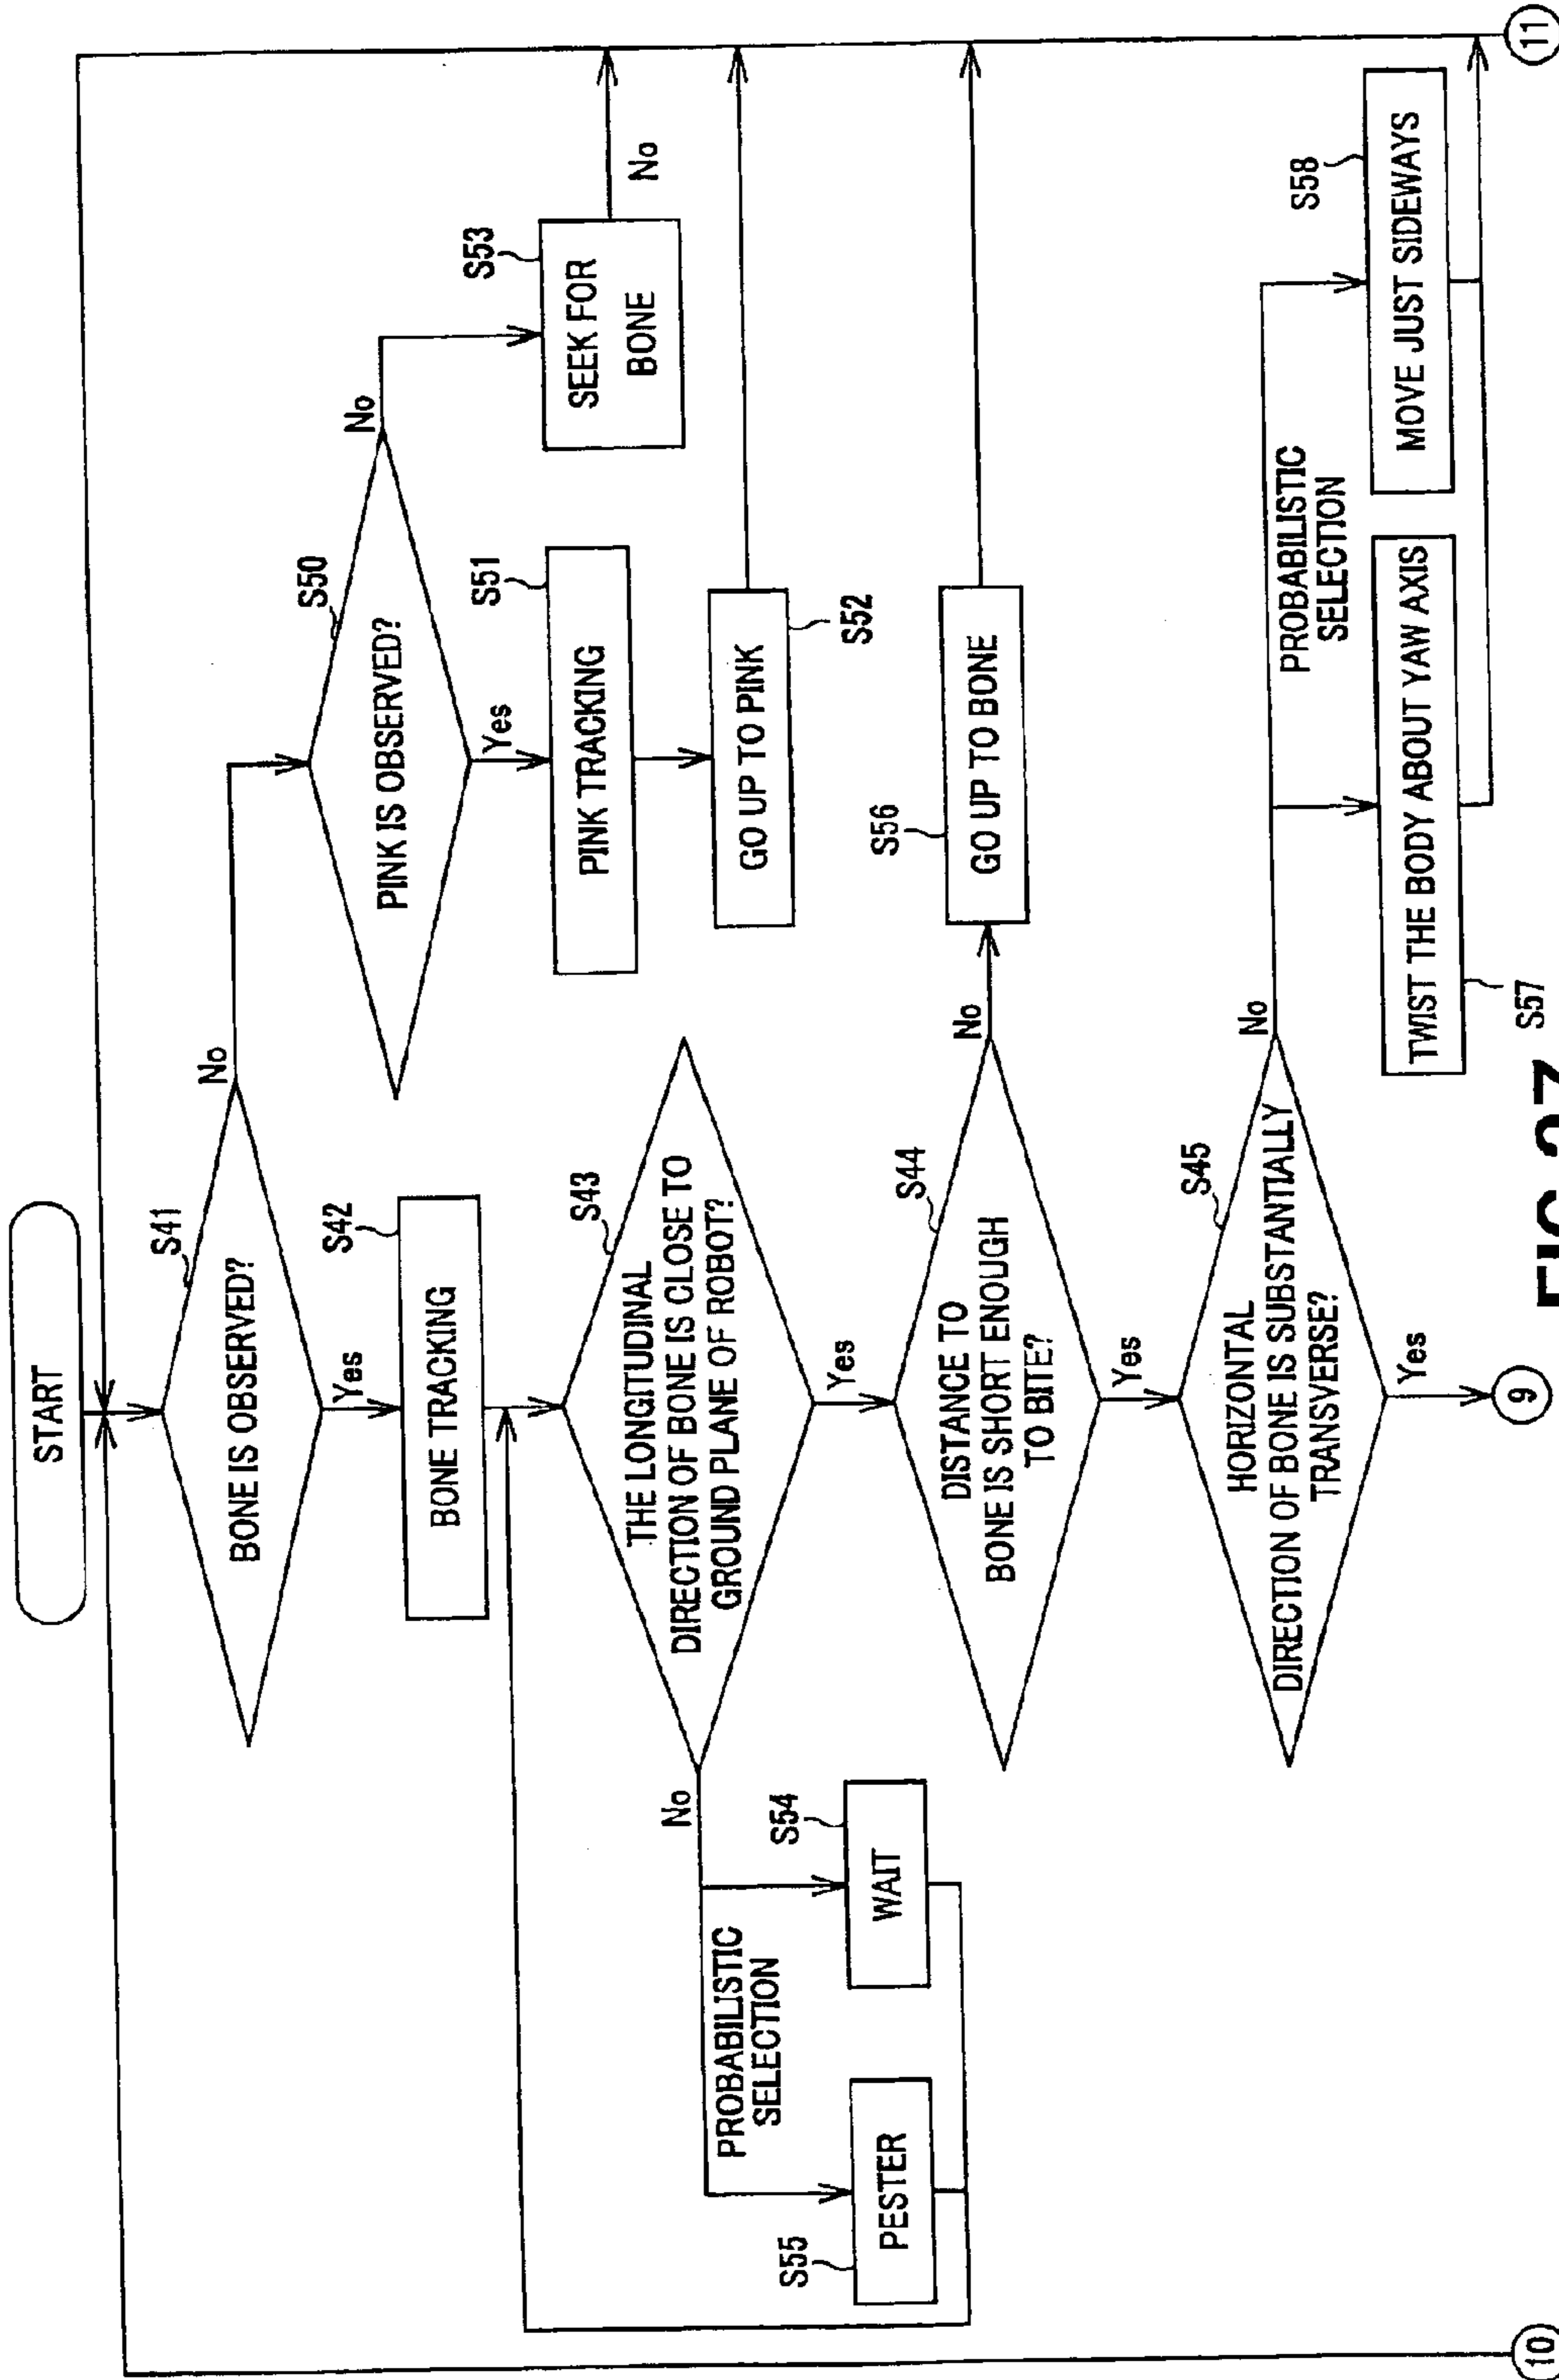 START
S41
BONE IS OBSERVED?
No
Yes
S42
BONE TRACKING
S43
THE LONGITUDINAL
DIRECTION OF BONE IS CLOSE TO
GROUND PLANE OF ROBOT?
No
Yes
PROBABILISTIC
SELECTION
S55
PESTER
S54
WAIT
S44
DISTANCE TO
BONE IS SHORT ENOUGH
TO BITE?
No
Yes
S45
HORIZONTAL
DIRECTION OF BONE IS SUBSTANTIALLY
TRANSVERSE?
No
Yes
S50
PINK IS OBSERVED?
No
Yes
S51
PINK TRACKING
GO UP TO PINK
S52
S53
SEEK FOR
BONE
No
S56
GO UP TO BONE
PROBABILISTIC
SELECTION
S58
TWIST THE BODY ABOUT YAW AXIS
S57
MOVE JUST SIDEWAYS
10
9
11